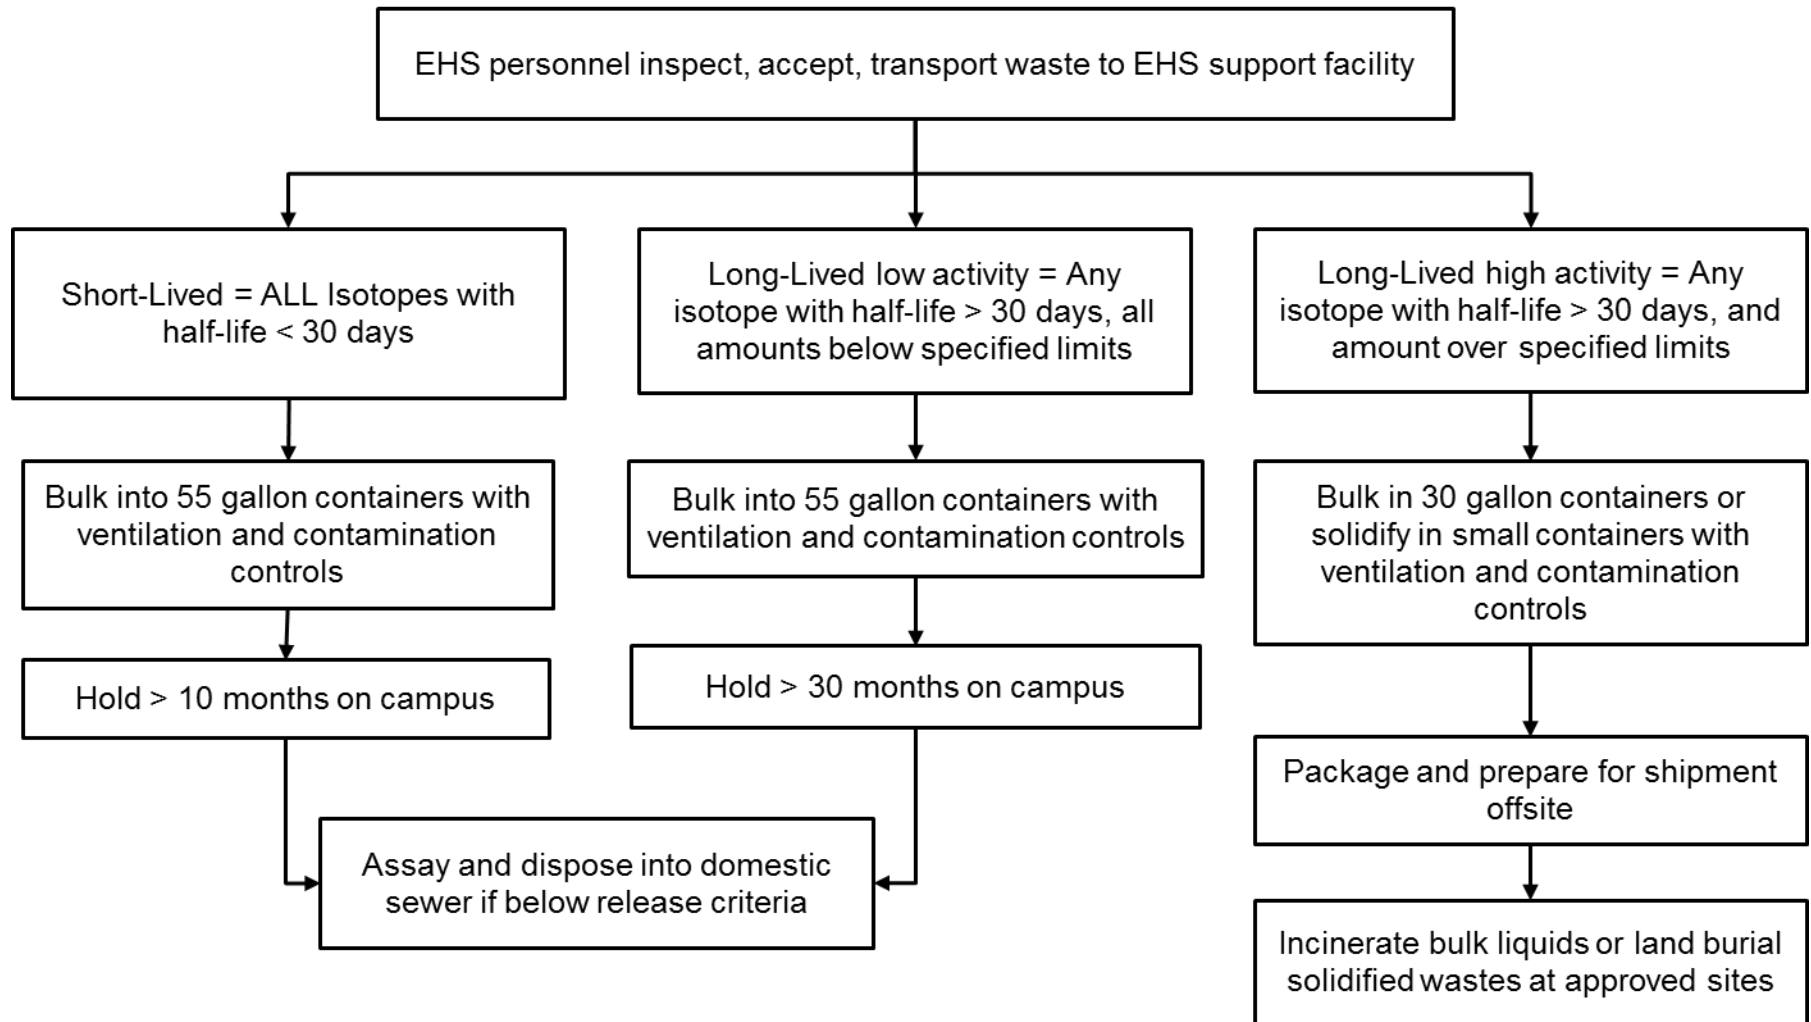 EHS personnel inspect, accept, transport waste to EHS support facility
Short-Lived = ALL Isotopes with
half-life < 30 days
Long-Lived low activity = Any
isotope with half-life > 30 days, all
amounts below specified limits
Long-Lived high activity = Any
isotope with half-life > 30 days, and
amount over specified limits
Bulk into 55 gallon containers with
ventilation and contamination
controls
Bulk into 55 gallon containers with
ventilation and contamination controls
Bulk in 30 gallon containers or
solidify in small containers with
ventilation and contamination
controls
Hold > 10 months on campus
Hold > 30 months on campus
Package and prepare for shipment
offsite
Assay and dispose into domestic
sewer if below release criteria
Incinerate bulk liquids or land burial
solidified wastes at approved sites